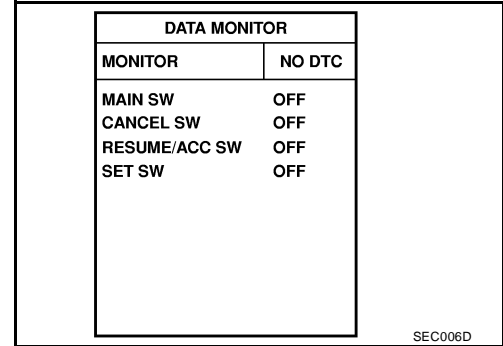 DATA MONITOR
MONITOR NO DTC
MAIN SW OFF
CANCEL SW OFF
RESUME/ACC SW OFF
SET SW OFF
SEC006D